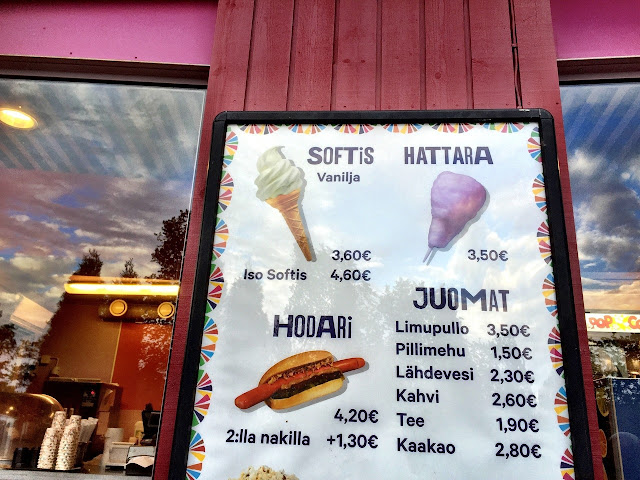 SOFTiS
Vanilja
3,60€
Iso Softis 4,60€
HATTARA
3,50€
HODARi
4,20€
2:lla nakilla +1,30€
JUOMAT
Limupullo 3,50€
Pillimehu 1,50€
Lähdevesi 2,30€
Kahvi 2,60€
Tee 1,90€
Kaakao 2,80€
POP CO